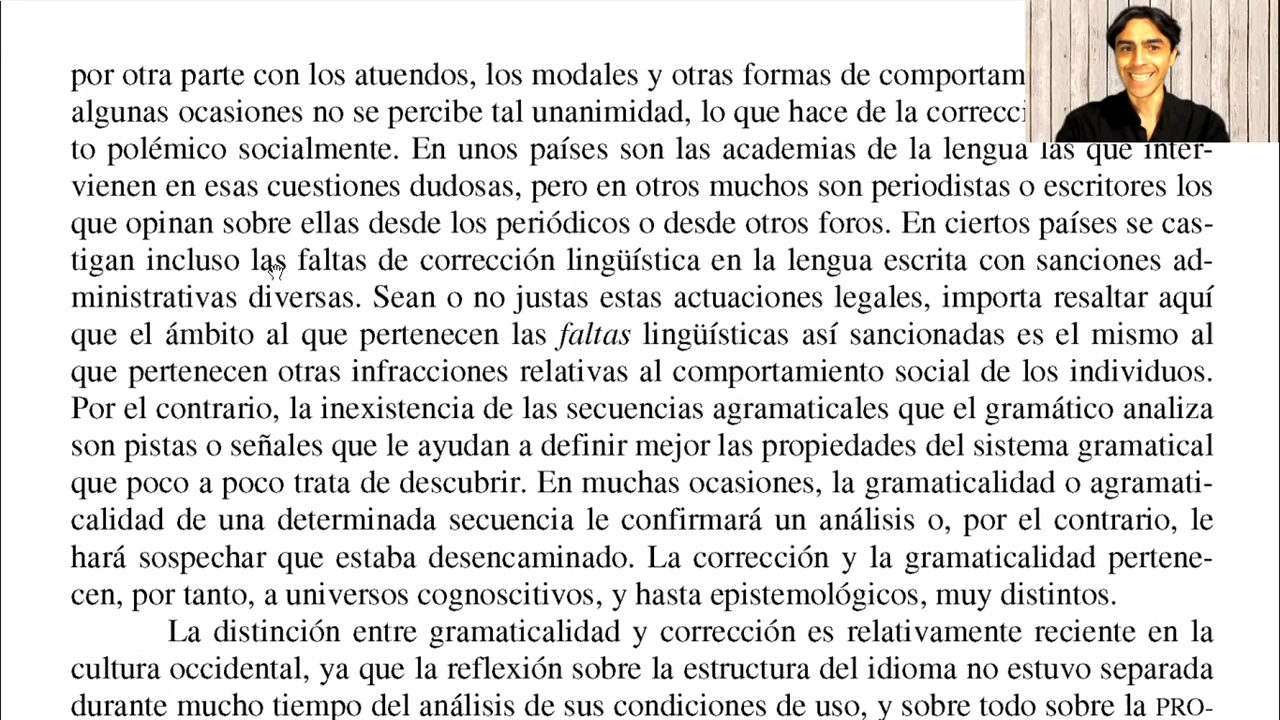 por otra parte con los atuendos, los modales y otras formas de comportam
algunas ocasiones no se percibe tal unanimidad, lo que hace de la correcci
to polémico socialmente. En unos países son las academias de la lengua las que inter-
vienen en esas cuestiones dudosas, pero en otros muchos son periodistas o escritores los
que opinan sobre ellas desde los periódicos o desde otros foros. En ciertos países se cas-
tigan incluso las faltas de corrección lingüística en la lengua escrita con sanciones ad-
ministrativas diversas. Sean o no justas estas actuaciones legales, importa resaltar aquí
que el ámbito al que pertenecen las faltas lingüísticas así sancionadas es el mismo al
que pertenecen otras infracciones relativas al comportamiento social de los individuos.
Por el contrario, la inexistencia de las secuencias agramaticales que el gramático analiza
son pistas o señales que le ayudan a definir mejor las propiedades del sistema gramatical
que poco a poco trata de descubrir. En muchas ocasiones, la gramaticalidad o agramati-
calidad de una determinada secuencia le confirmará un análisis o, por el contrario, le
hará sospechar que estaba desencaminado. La corrección y la gramaticalidad pertene-
cen, por tanto, a universos cognoscitivos, y hasta epistemológicos, muy distintos.
La distinción entre gramaticalidad y corrección es relativamente reciente en la
cultura occidental, ya que la reflexión sobre la estructura del idioma no estuvo separada
durante mucho tiempo del análisis de sus condiciones de uso, y sobre todo sobre la PRO-